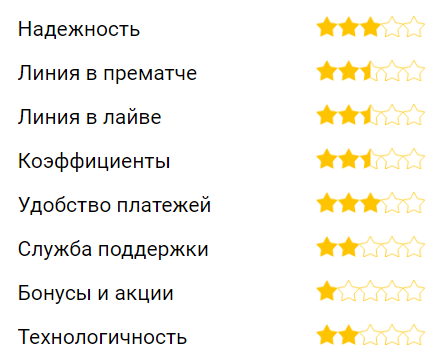 Надежность
Линия в прематче
Линия в лайве
Коэффициенты
Удобство платежей
Служба поддержки
Бонусы и акции
Технологичность